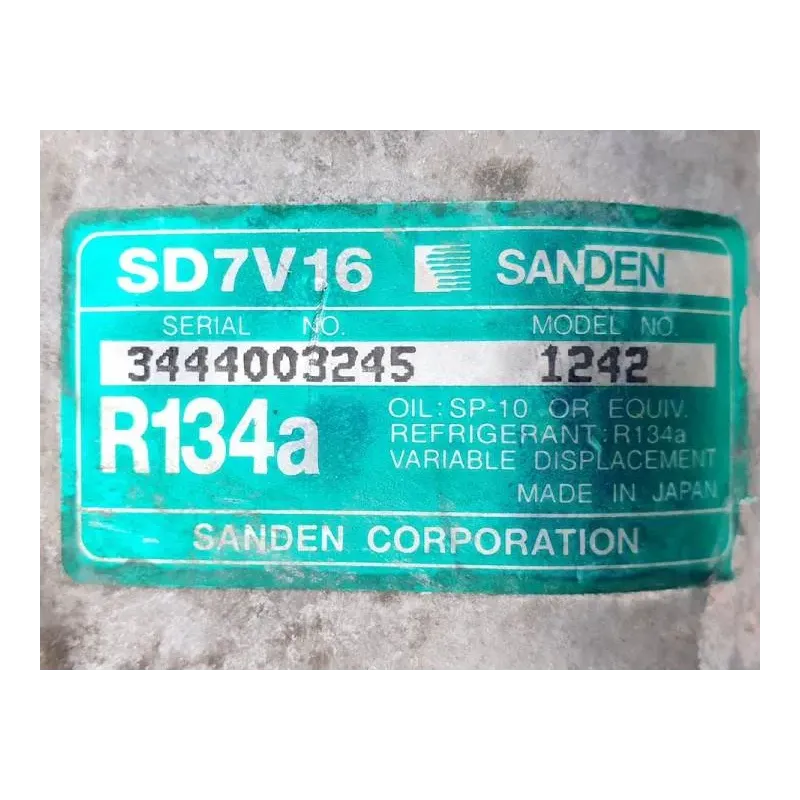 SD7V16 SANDEN
SERIAL NO. MODEL NO.
3444003245 1242
R134a
OIL: SP-10 OR EQUIV.
REFRIGERANT: R134a
VARIABLE DISPLACEMENT
MADE IN JAPAN
SANDEN CORPORATION